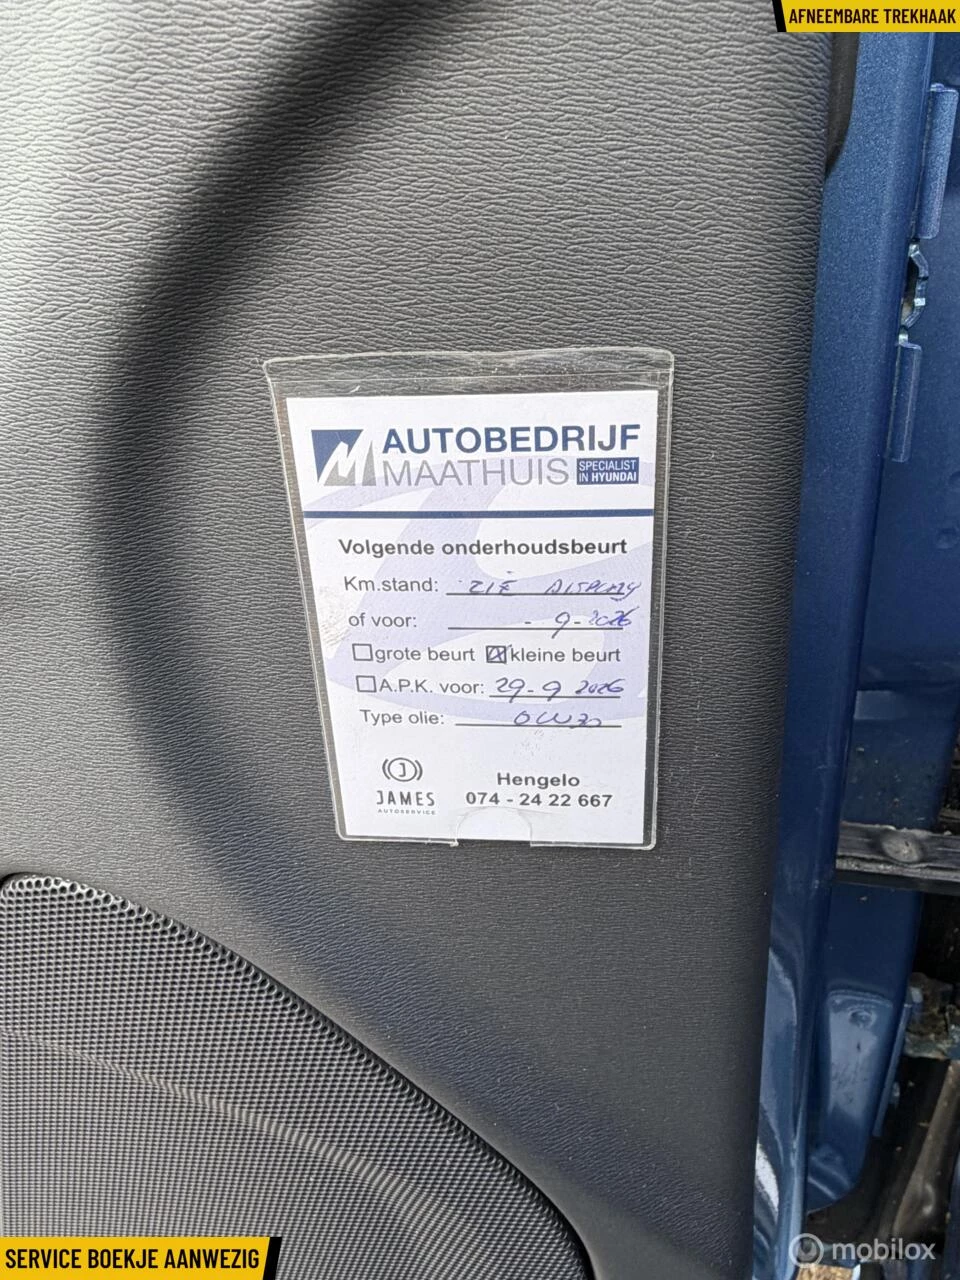 AFNEEMBARE TREKHAAK
AUTOBEDRIJF
MAATHUIS SPECIALIST IN HYUNDAI
Volgende onderhoudsbeurt
Km.stand: ZIE DISPLAY
of voor: - 9-2026
grote beurt kleine beurt
A.P.K. voor: 29-9 2026
Type olie: 0W30
JAMES
AUTOSERVICE
Hengelo
074 - 24 22 667
SERVICE BOEKJE AANWEZIG
mobilox